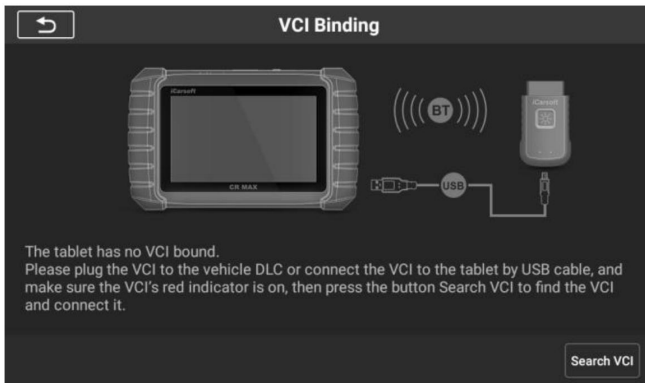 VCI Binding
iCarsoft
BT
iCarsoft
CR MAX
USB
The tablet has no VCI bound.
Please plug the VCI to the vehicle DLC or connect the VCI to the tablet by USB cable, and
make sure the VCI's red indicator is on, then press the button Search VCI to find the VCI
and connect it.
Search VCI